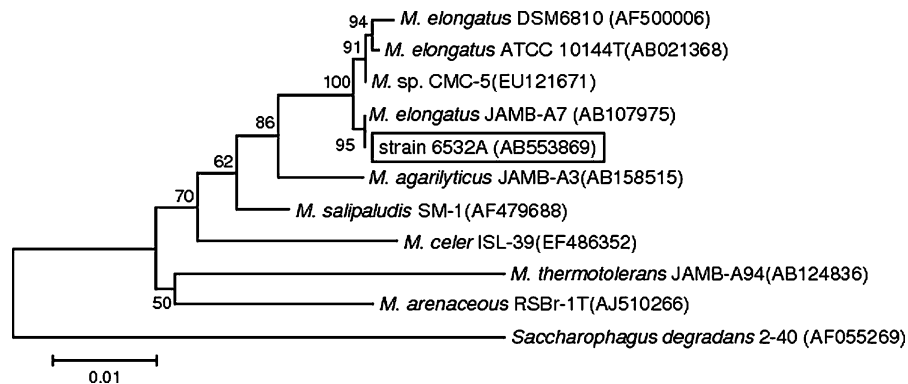 94
M. elongatus DSM6810 (AF500006)
91
M. elongatus ATCC 10144T(AB021368)
100
M. sp. CMC-5(EU121671)
M. elongatus JAMB-A7 (AB107975)
86
95
strain 6532A (AB553869)
62
M. agarilyticus JAMB-A3(AB158515)
70
M. salipaludis SM-1(AF479688)
M. celer ISL-39(EF486352)
M. thermotolerans JAMB-A94(AB124836)
50
M. arenaceous RSBr-1T(AJ510266)
Saccharophagus degradans 2-40 (AF055269)
0.01